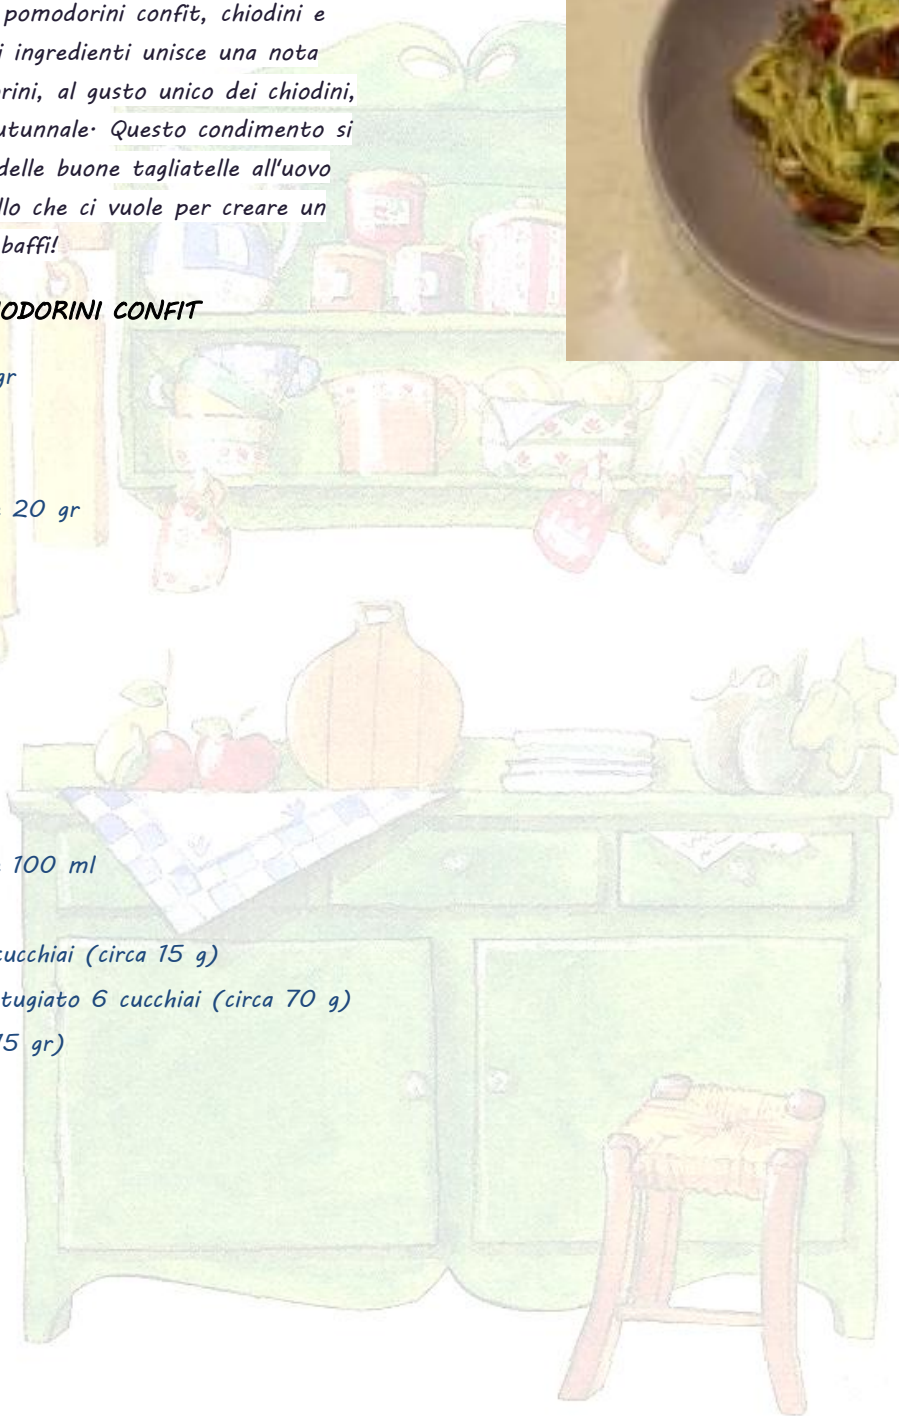 pomodorini confit, chiodini e
i ingredienti unisce una nota
rini, al gusto unico dei chiodini,
utunnale· Questo condimento si
delle buone tagliatelle all'uovo
llo che ci vuole per creare un
baffi!
ODORINI CONFIT
gr
20 gr
100 ml
cucchiai (circa 15 g)
tugiato 6 cucchiai (circa 70 g)
15 gr)